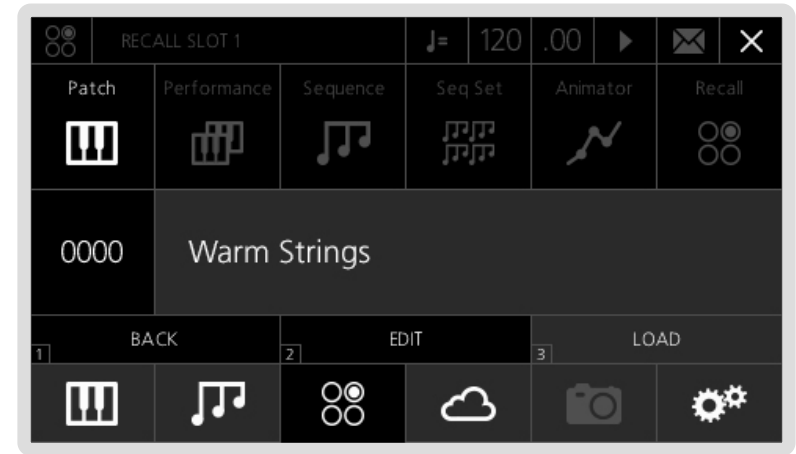 RECALL SLOT 1 = 120 .00
Patch Performance Sequence Seq Set Animator Recall
0000 Warm Strings
BACK EDIT LOAD
1 2 3